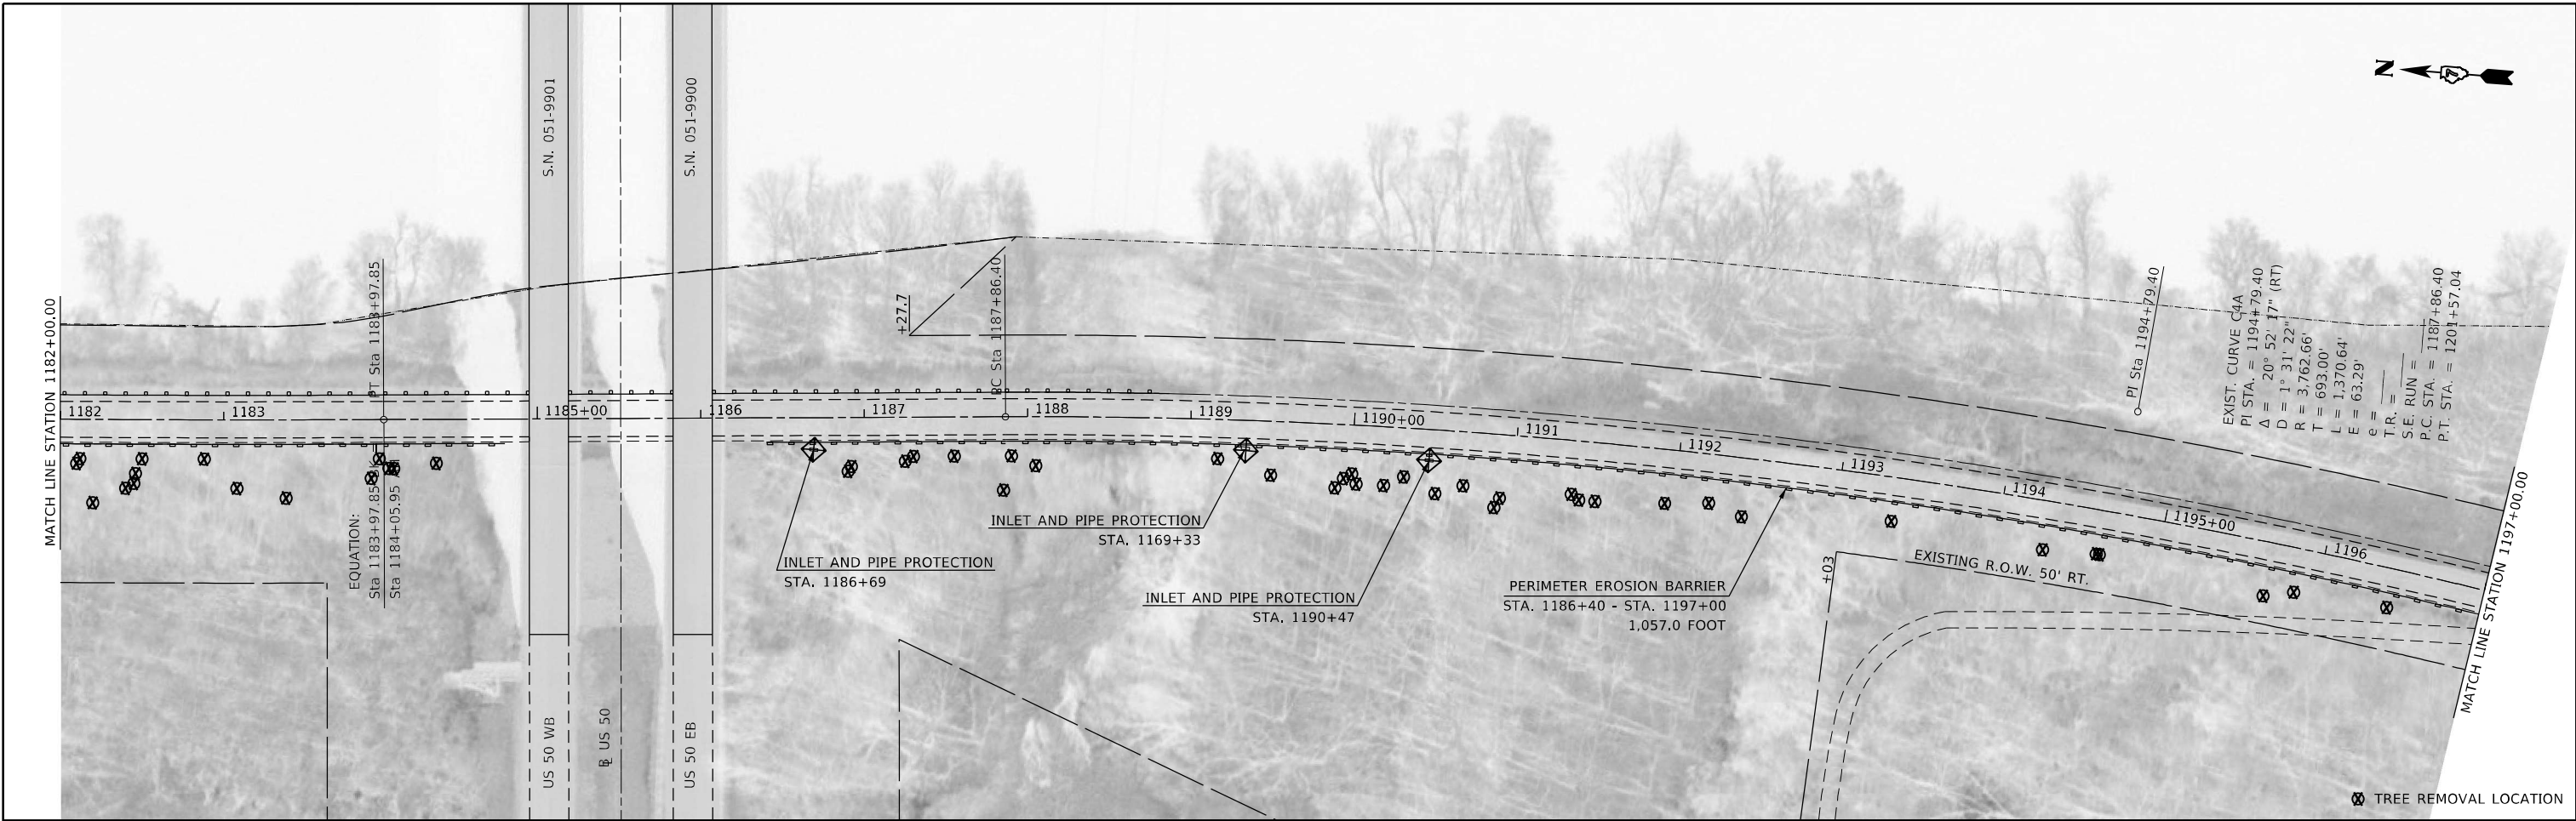 N
7
S.N. 051-9901
S.N. 051-9900
MATCH LINE STATION 1182+00.00
PT Sta 1183+97.85
+27.7
PC Sta 1187+86.40
PI Sta 1194+79.40
EXIST. CURVE C4A
PI STA. = 1194+79.40
Δ = 20° 52' 17" (RT)
D = 1° 31' 22"
R = 3,762.66'
T = 693.00'
L = 1,370.64'
E = 63.29'
e =
T.R. =
S.E. RUN =
P.C. STA. = 1187+86.40
P.T. STA. = 1201+57.04
1182
1183
1185+00
1186
1187
1188
1189
1190+00
1191
1192
1193
1194
1195+00
1196
EQUATION:
Sta 1183+97.85
Sta 1184+05.95
INLET AND PIPE PROTECTION
STA. 1186+69
INLET AND PIPE PROTECTION
STA. 1169+33
INLET AND PIPE PROTECTION
STA. 1190+47
PERIMETER EROSION BARRIER
STA. 1186+40 - STA. 1197+00
1,057.0 FOOT
+03
EXISTING R.O.W. 50' RT.
MATCH LINE STATION 1197+00.00
US 50 WB
US 50
US 50 EB
TREE REMOVAL LOCATION